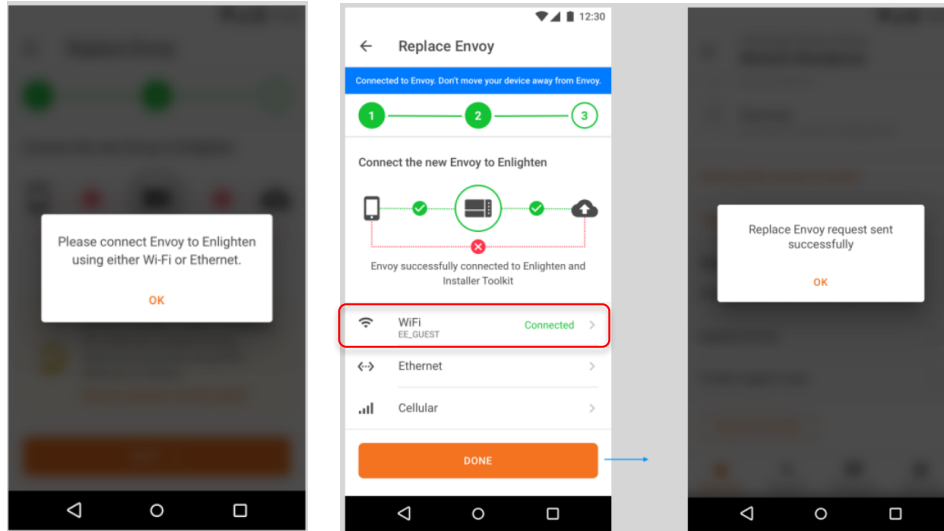 Please connect Envoy to Enlighten
using either Wi-Fi or Ethernet.
OK
12:30
Replace Envoy
Connected to Envoy. Don't move your device away from Envoy.
1
2
3
Connect the new Envoy to Enlighten
Envoy successfully connected to Enlighten and
Installer Toolkit
WiFi
Connected
EE_GUEST
Ethernet
Cellular
DONE
Replace Envoy request sent
successfully
OK